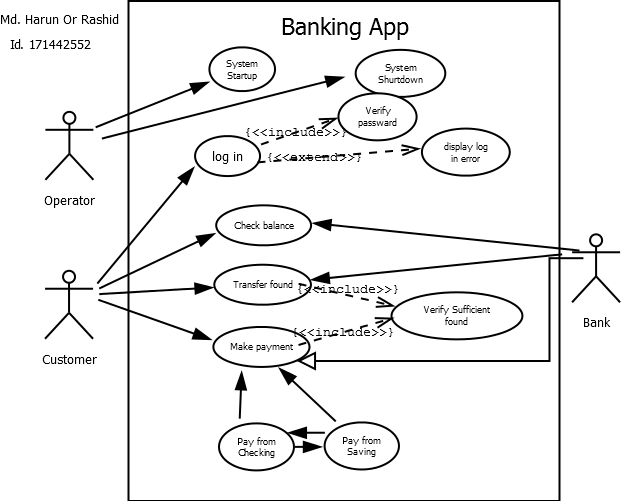 Md. Harun Or Rashid
Id. 171442552
Banking App
System
Startup
System
Shurtdown
Verify
passward
{<<include>>}
log in
{<<extend>>}
display log
in error
Operator
Check balance
Transfer found
{<<include>>}
Verify Sufficient
found
Bank
{<<include>>}
Make payment
Customer
Pay from
Checking
Pay from
Saving